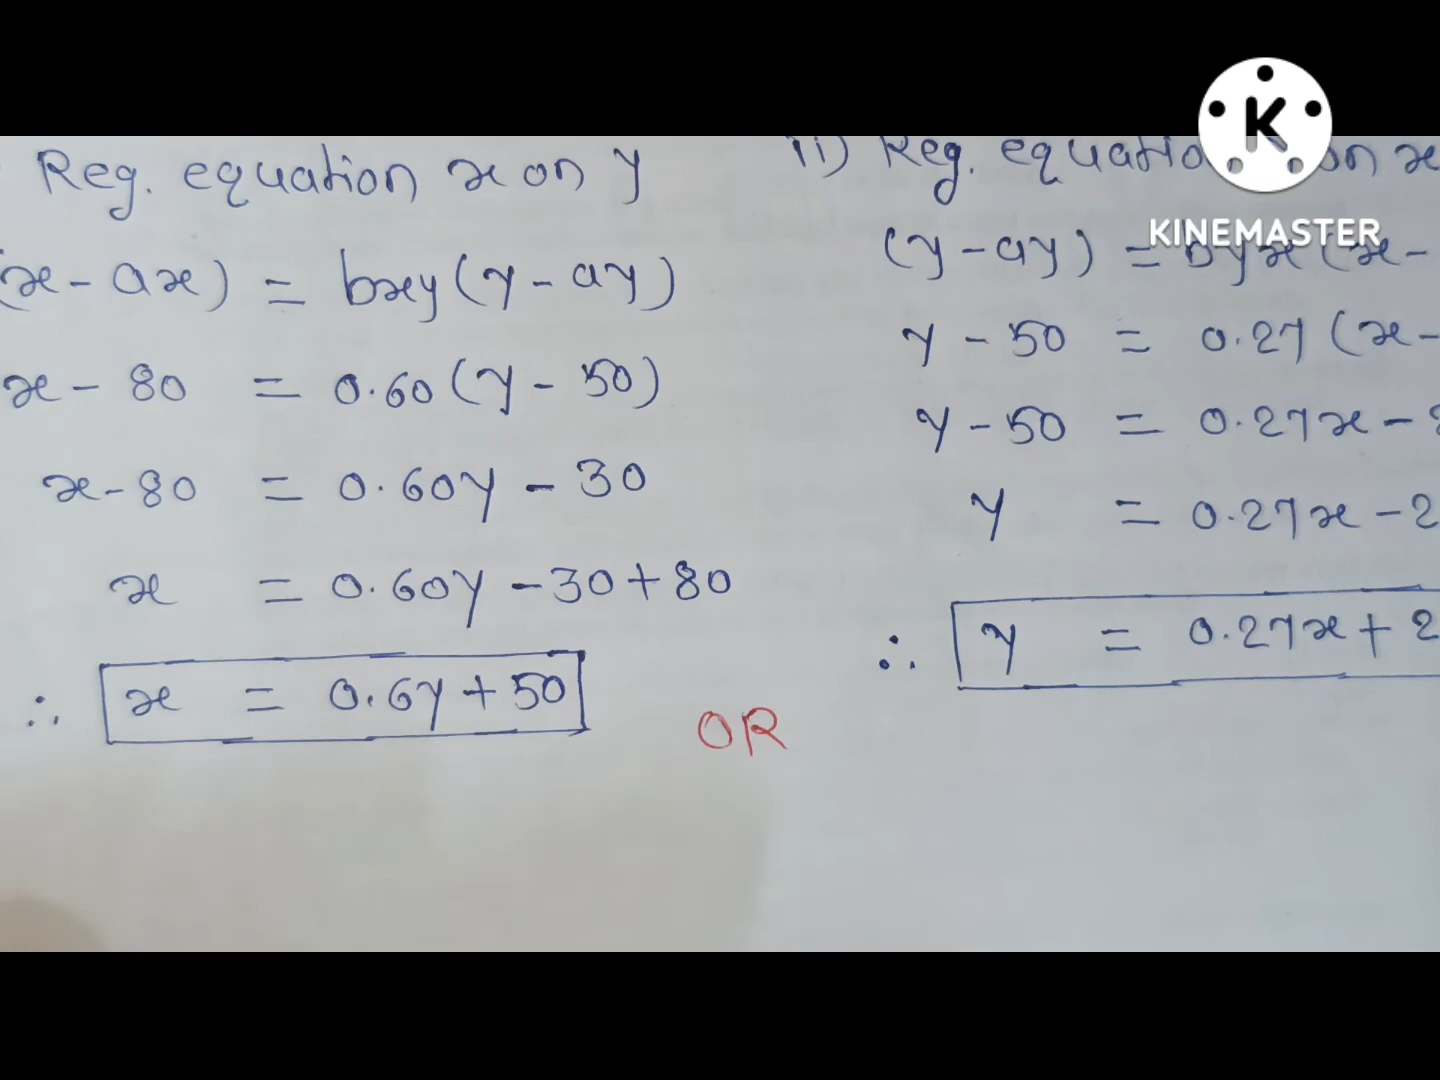 Reg. equation x on y
(x - ax) = bxy (y - ay)
x - 80 = 0.60 (y - 50)
x - 80 = 0.60y - 30
x = 0.60y - 30 + 80
∴ x = 0.6y + 50
OR
ii) Reg. equatio on x
(y - ay) = byx (x -
y - 50 = 0.27 (x -
y - 50 = 0.27x -
y = 0.27x - 2
∴ y = 0.27x + 2
K
KINEMASTER